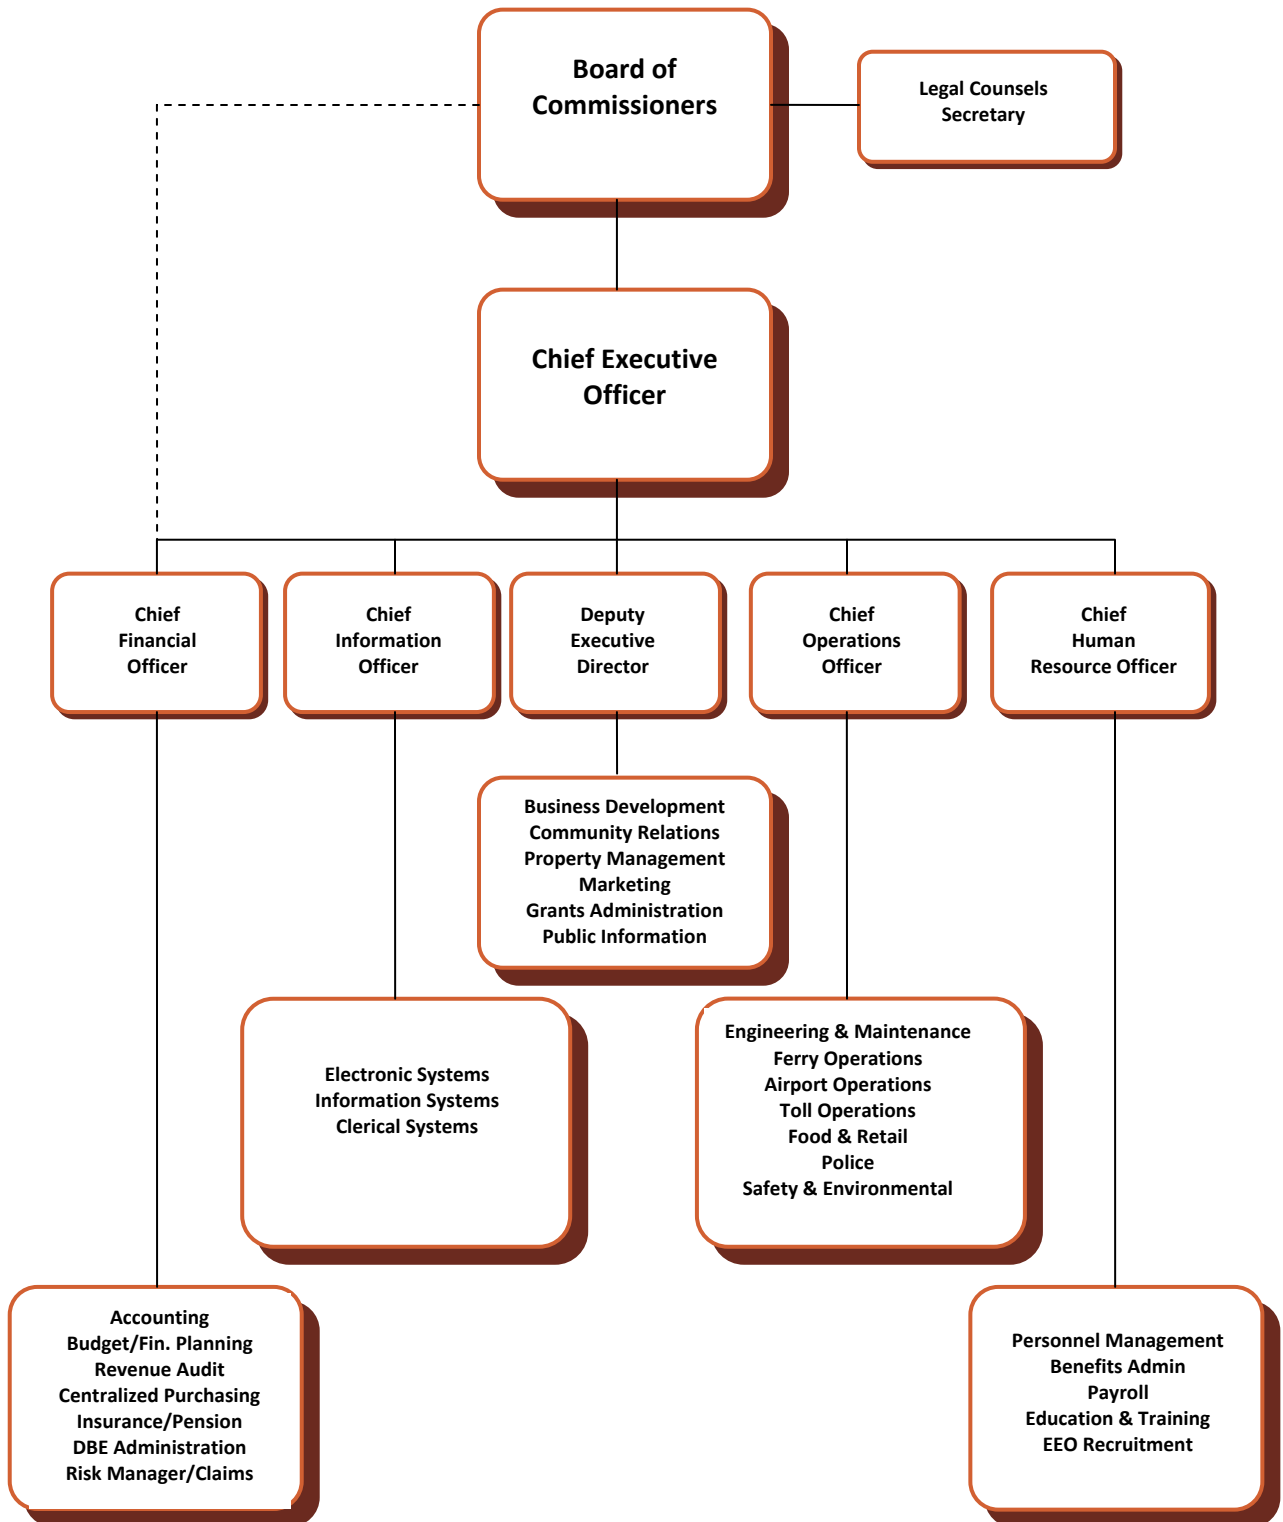 Board of
Commissioners
Legal Counsels
Secretary
Chief Executive
Officer
Chief
Financial
Officer
Chief
Information
Officer
Deputy
Executive
Director
Chief
Operations
Officer
Chief
Human
Resource Officer
Business Development
Community Relations
Property Management
Marketing
Grants Administration
Public Information
Electronic Systems
Information Systems
Clerical Systems
Engineering & Maintenance
Ferry Operations
Airport Operations
Toll Operations
Food & Retail
Police
Safety & Environmental
Accounting
Budget/Fin. Planning
Revenue Audit
Centralized Purchasing
Insurance/Pension
DBE Administration
Risk Manager/Claims
Personnel Management
Benefits Admin
Payroll
Education & Training
EEO Recruitment